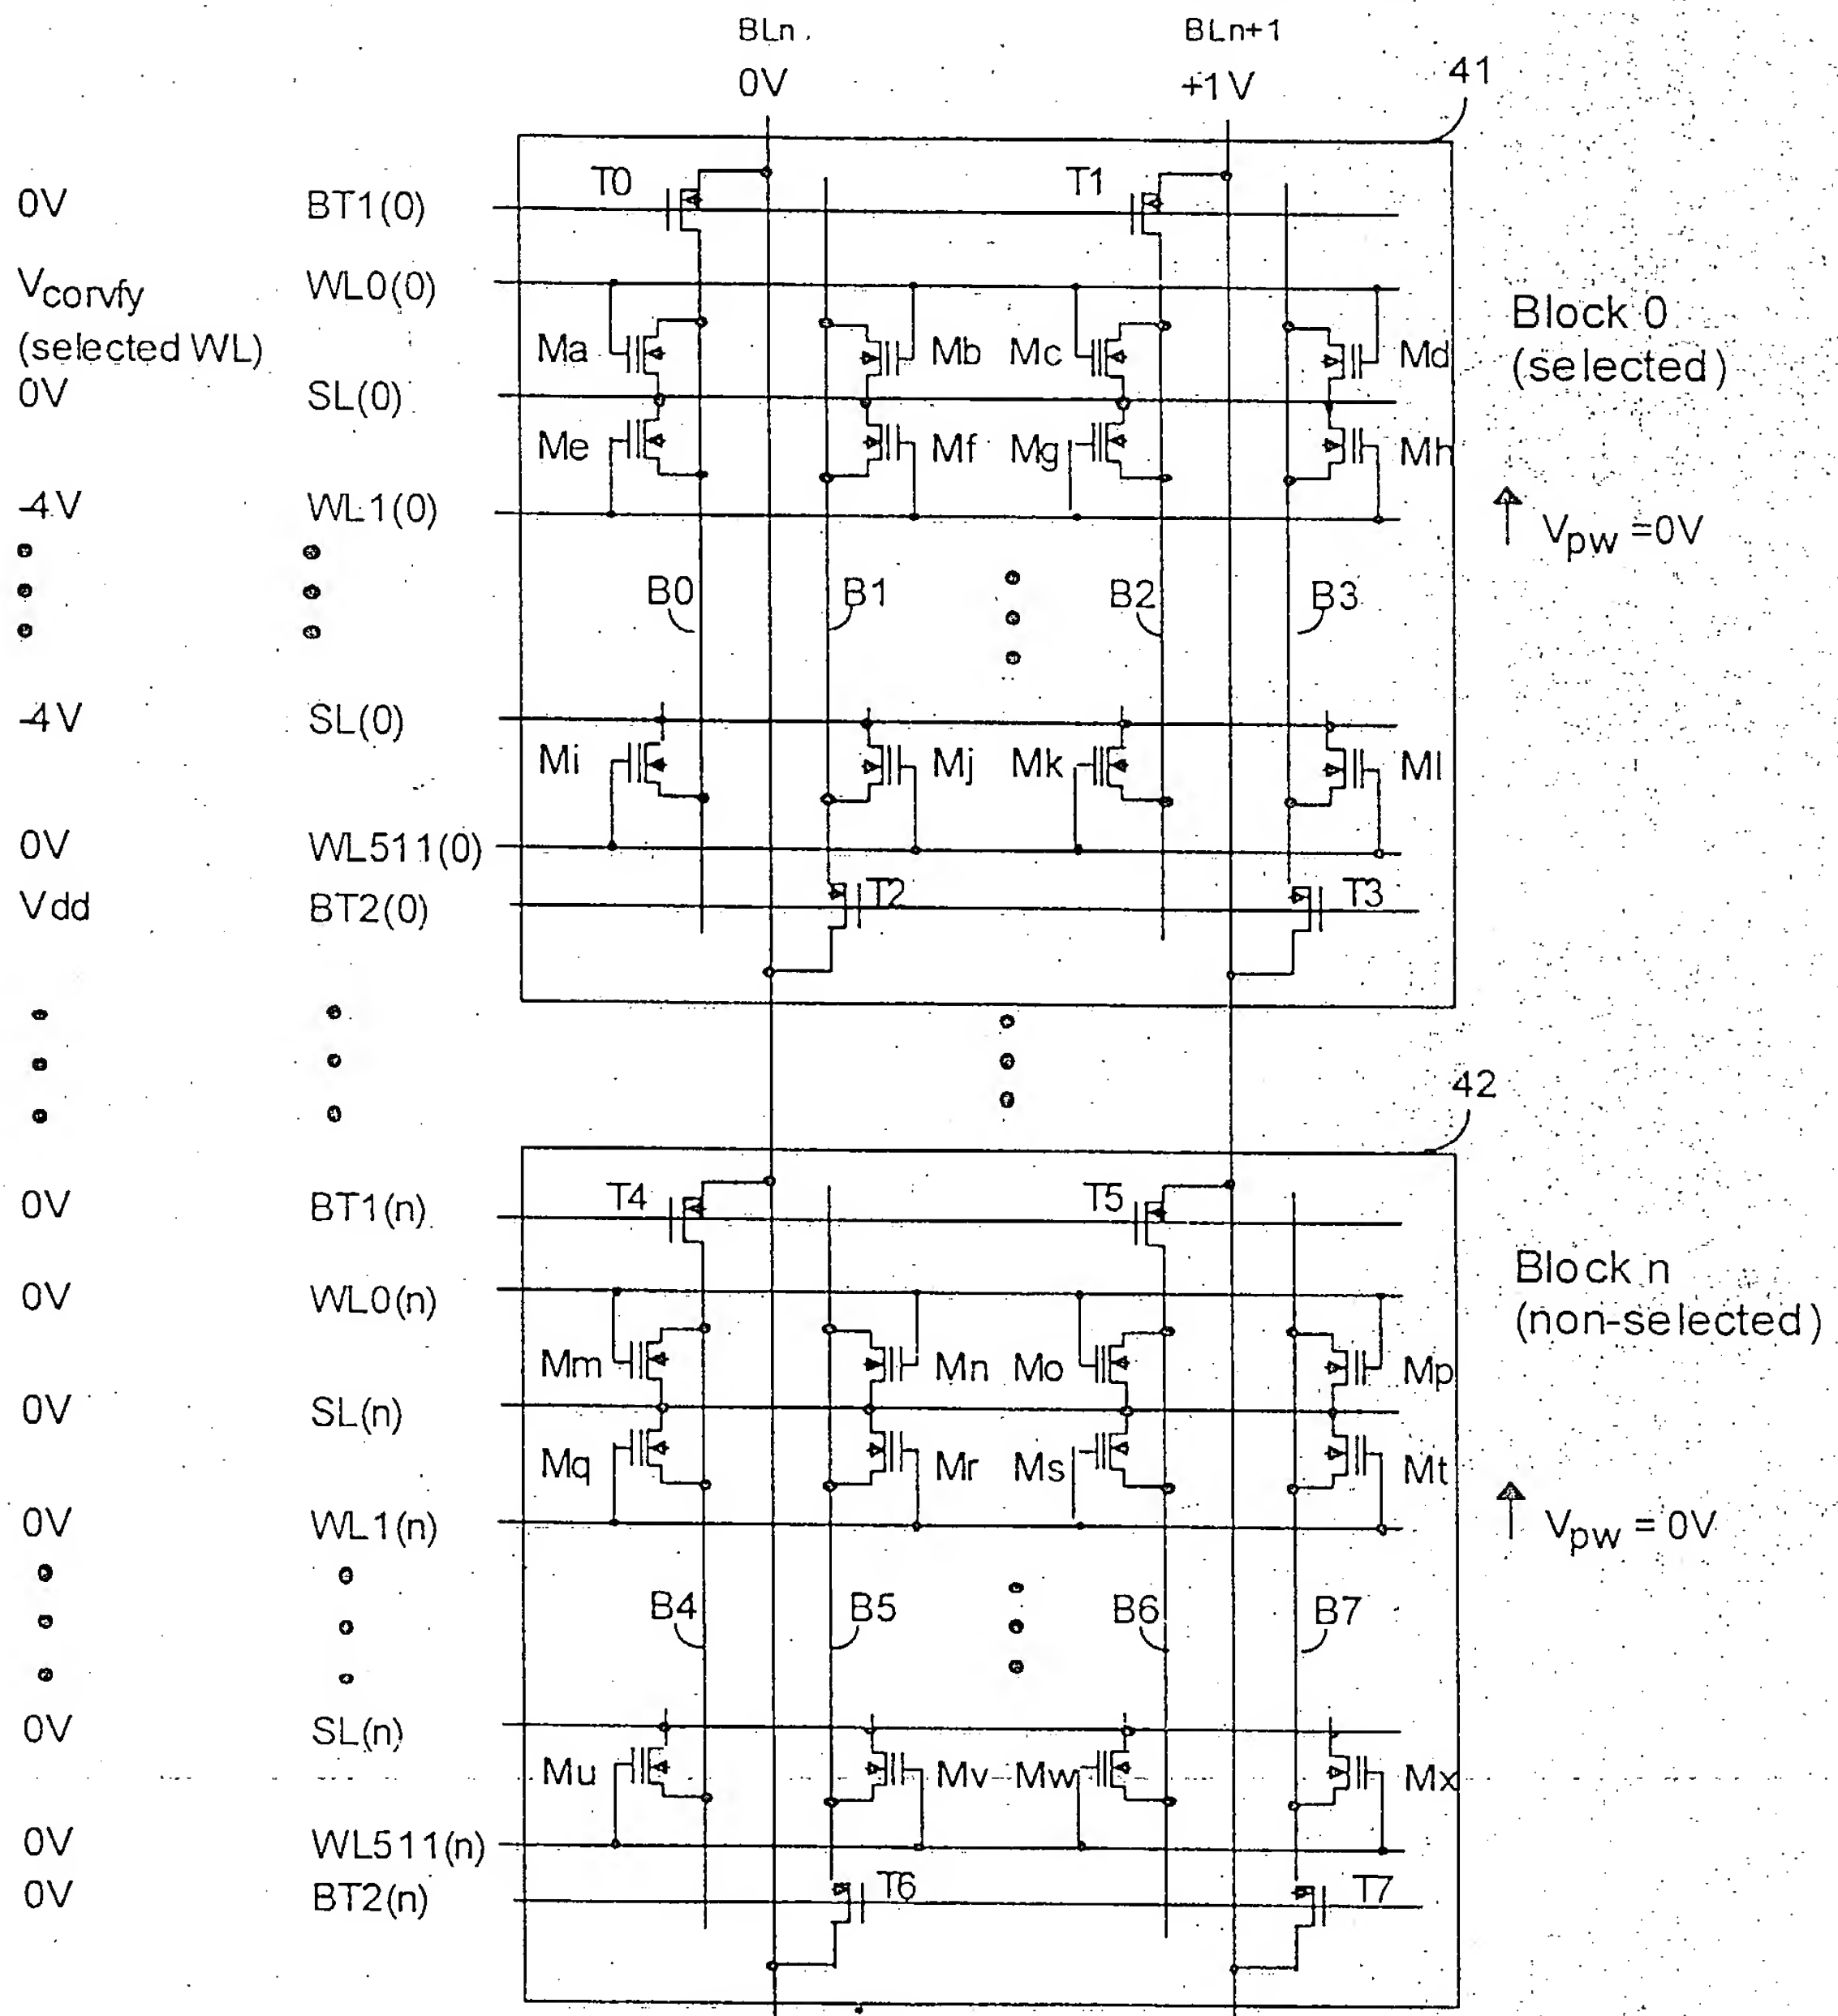 BLn
BLn+1
0V
+1V
41
T0
T1
0V
BT1(0)
Vcorvfy
WL0(0)
(selected WL)
Block 0
(selected)
Ma
Mb
Mc
Md
0V
SL(0)
Me
Mf
Mg
Mh
-4V
WL1(0)
Vpw =0V
B0
B1
B2
B3
-4V
SL(0)
Mi
Mj
Mk
Ml
0V
WL511(0)
Vdd
BT2(0)
T2
T3
42
0V
BT1(n)
T4
T5
Block n
(non-selected)
0V
WL0(n)
Mm
Mn
Mo
Mp
0V
SL(n)
Mq
Mr
Ms
Mt
0V
WL1(n)
Vpw = 0V
B4
B5
B6
B7
0V
SL(n)
Mu
Mv
Mw
Mx
0V
WL511(n)
0V
BT2(n)
T6
T7